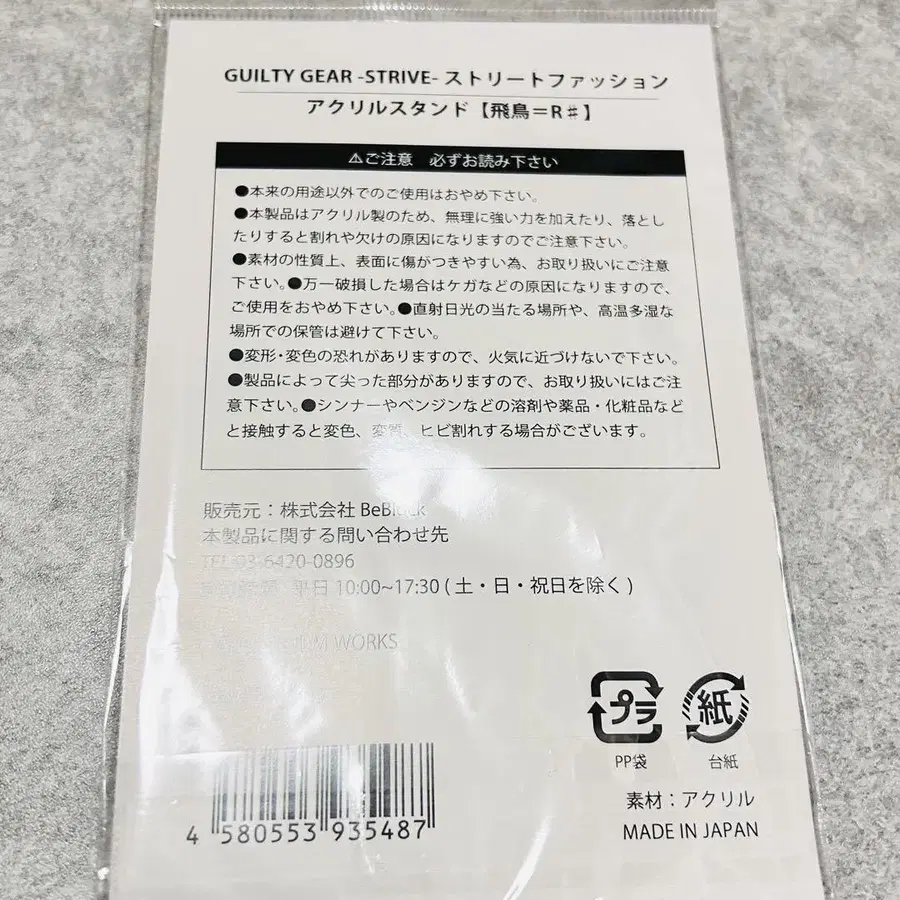 GUILTY GEAR -STRIVE- ストリートファッション
アクリルスタンド【飛鳥＝R♯】
⚠ご注意 必ずお読み下さい
●本来の用途以外でのご使用はおやめ下さい。
●本製品はアクリル製のため、無理に強い力を加えたり、落とし
たりすると割れや欠けの原因になりますのでご注意下さい。
●素材の性質上、表面に傷がつきやすい為、お取り扱いにご注意
下さい。●万一破損した場合はケガなどの原因になりますので、
ご使用をおやめ下さい。●直射日光の当たる場所や、高温多湿な
場所での保管は避けて下さい。
●変形・変色の恐れがありますので、火気に近づけないで下さい。
●製品によって尖った部分がありますので、お取り扱いにはご注
意下さい。●シンナーやベンジンなどの溶剤や薬品・化粧品など
と接触すると変色、変質、ヒビ割れする場合がございます。
販売元：株式会社
本製品に関する問い合わせ先
TEL 03-6420-0896
平日 10:00~17:30 ( 土・日・祝日を除く )
WORKS
プラ
紙
PP袋
台紙
素材：アクリル
MADE IN JAPAN
4 580553 935487